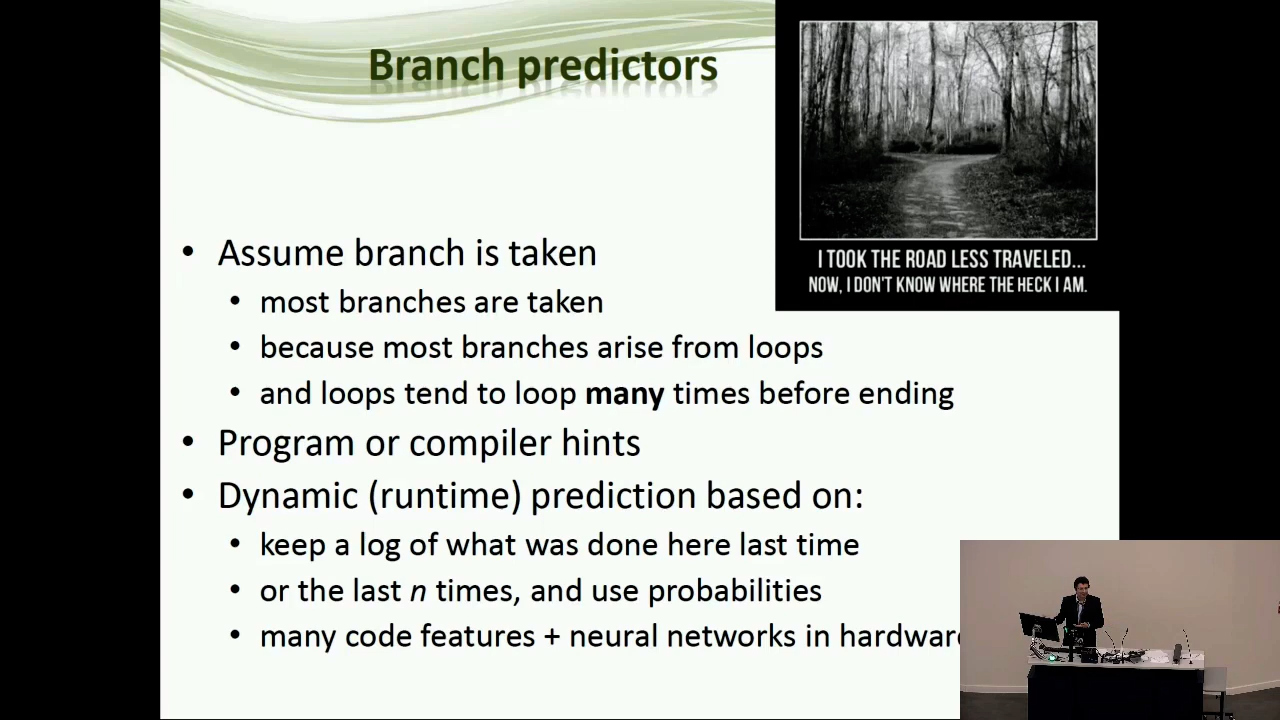 Branch predictors
I TOOK THE ROAD LESS TRAVELED...
NOW, I DON'T KNOW WHERE THE HECK I AM.
• Assume branch is taken
• most branches are taken
• because most branches arise from loops
• and loops tend to loop many times before ending
• Program or compiler hints
• Dynamic (runtime) prediction based on:
• keep a log of what was done here last time
• or the last n times, and use probabilities
• many code features + neural networks in hardware